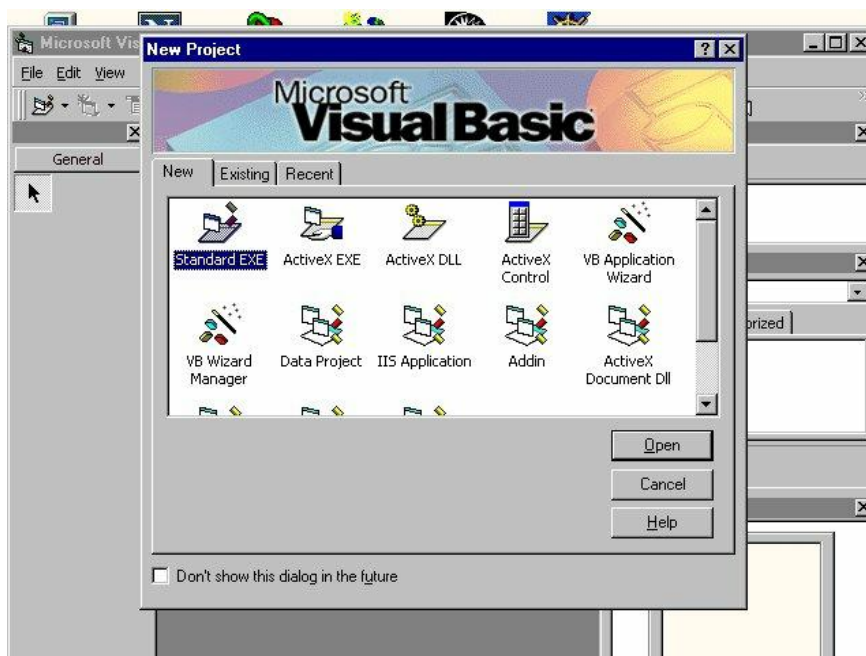 Microsoft Vis
New Project
File Edit View
Microsoft
Visual Basic
General
New Existing Recent
Standard EXE ActiveX EXE ActiveX DLL ActiveX Control VB Application Wizard
VB Wizard Manager Data Project IIS Application Addin ActiveX Document Dll
orized
Open
Cancel
Help
Don't show this dialog in the future